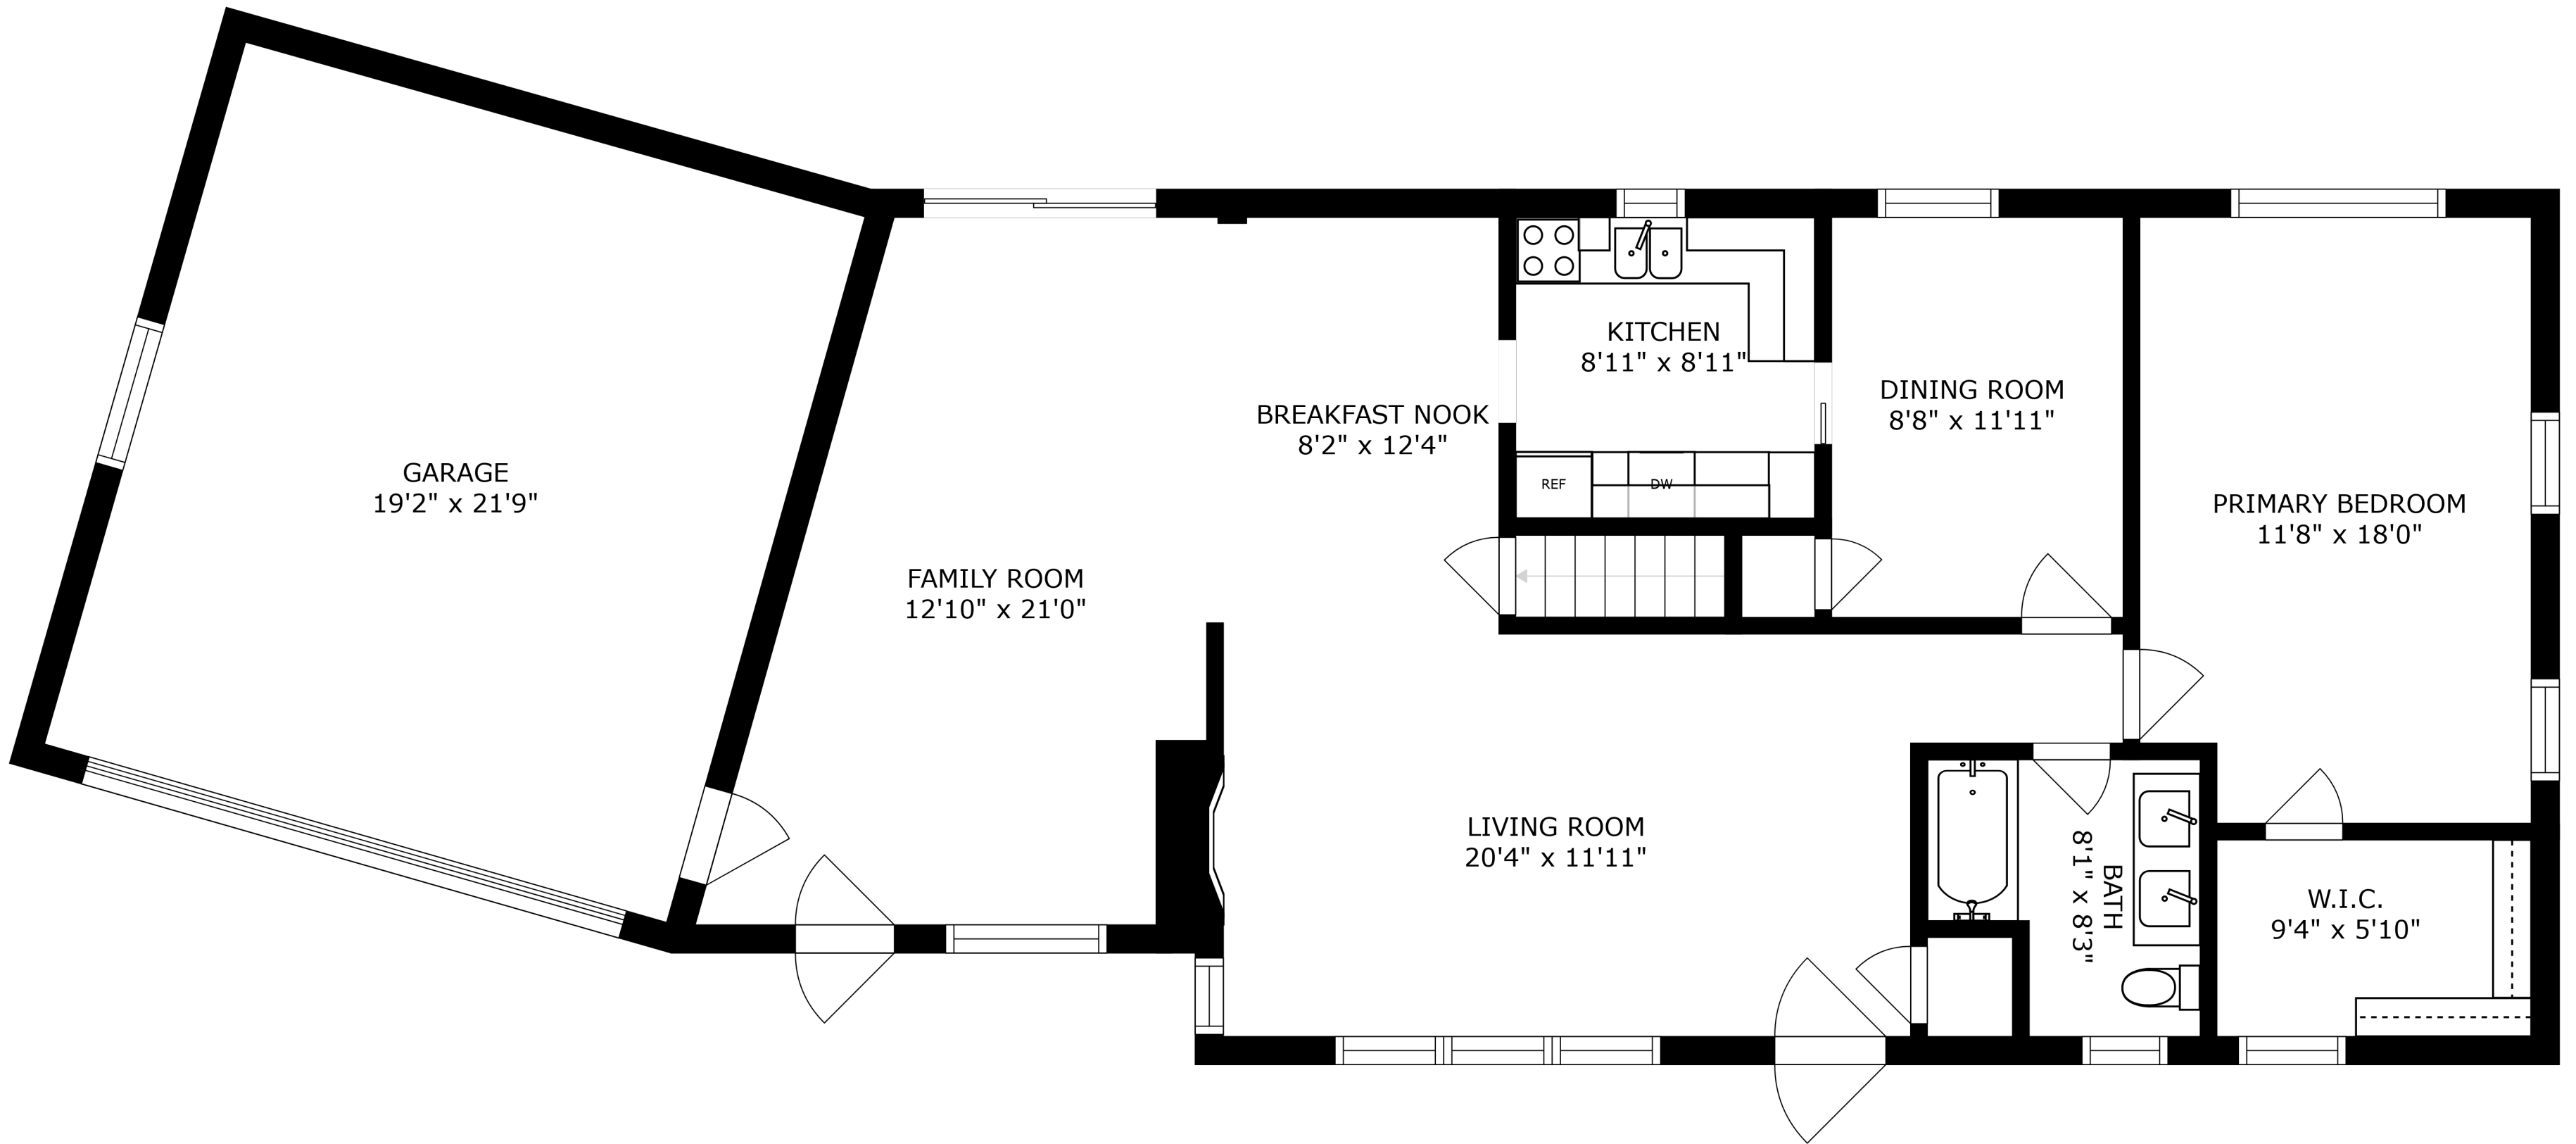 KITCHEN
8'11" x 8'11"
DINING ROOM
8'8" x 11'11"
BREAKFAST NOOK
8'2" x 12'4"
GARAGE
19'2" x 21'9"
REF
DW
PRIMARY BEDROOM
11'8" x 18'0"
FAMILY ROOM
12'10" x 21'0"
LIVING ROOM
20'4" x 11'11"
BATH
8'1" x 8'3"
W.I.C.
9'4" x 5'10"